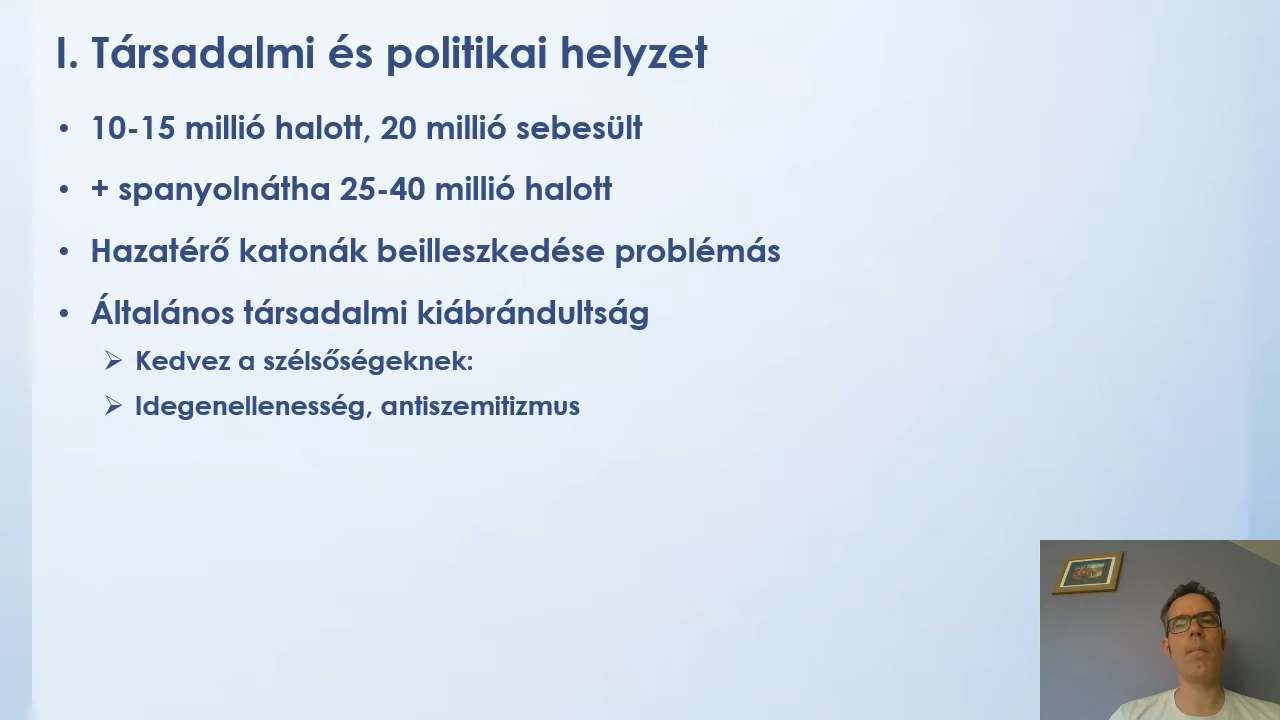 I. Társadalmi és politikai helyzet
• 10-15 millió halott, 20 millió sebesült
• + spanyolnátha 25-40 millió halott
• Hazatérő katonák beilleszkedése problémás
• Általános társadalmi kiábrándultság
➢ Kedvez a szélsőségeknek:
➢ Idegenellenesség, antiszemitizmus